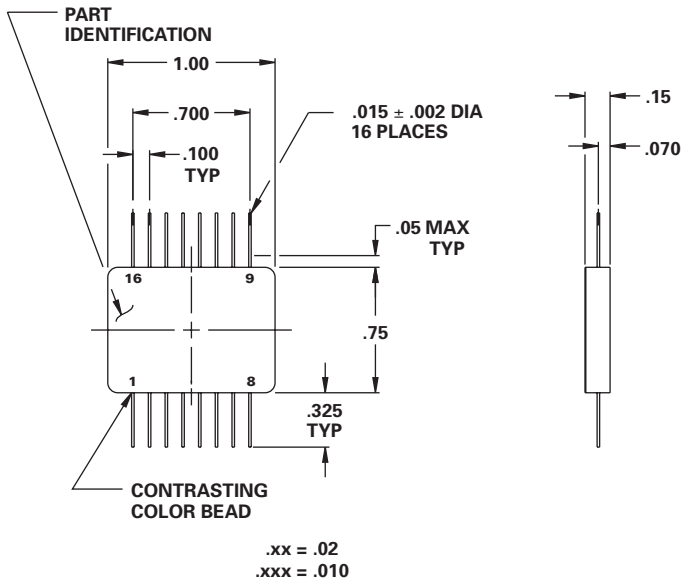 PART
IDENTIFICATION
1.00
.700
.015 ± .002 DIA
16 PLACES
.15
.100
TYP
.070
.05 MAX
TYP
16
9
.75
1
8
.325
TYP
CONTRASTING
COLOR BEAD
.xx = .02
.xxx = .010